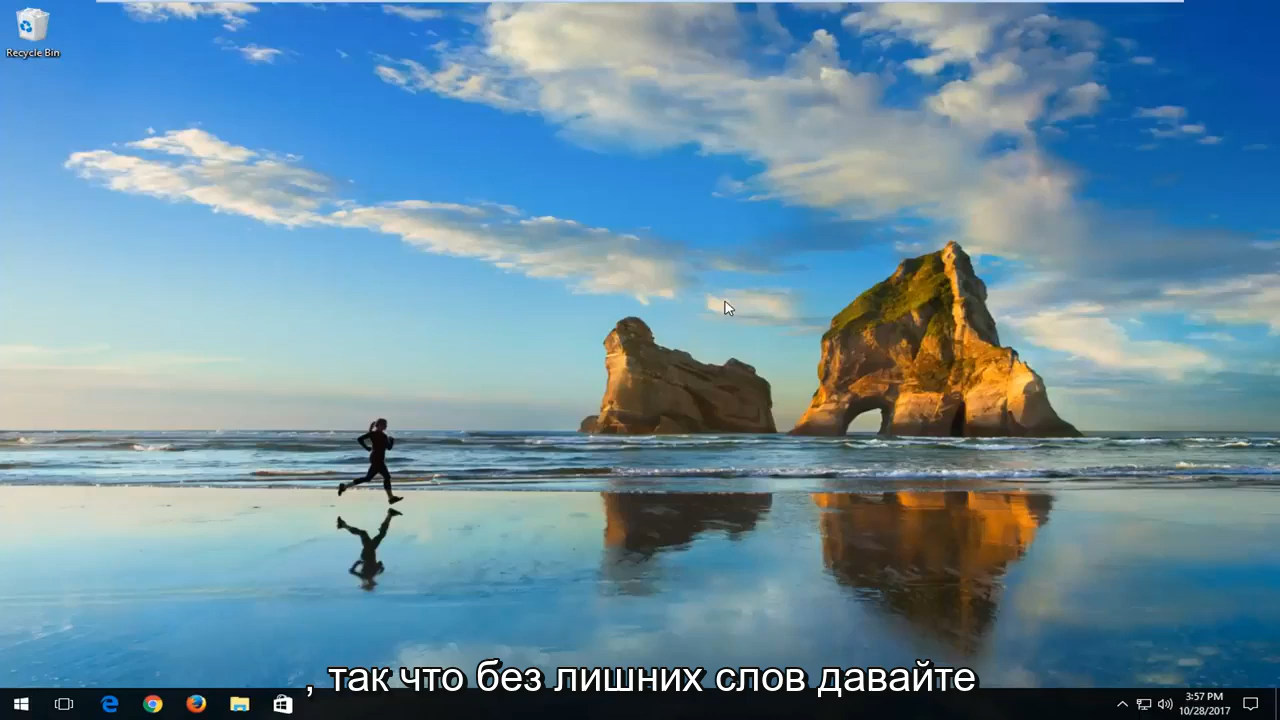 Recycle Bin
, так что без лишних слов давайте
3:57 PM
10/28/2017